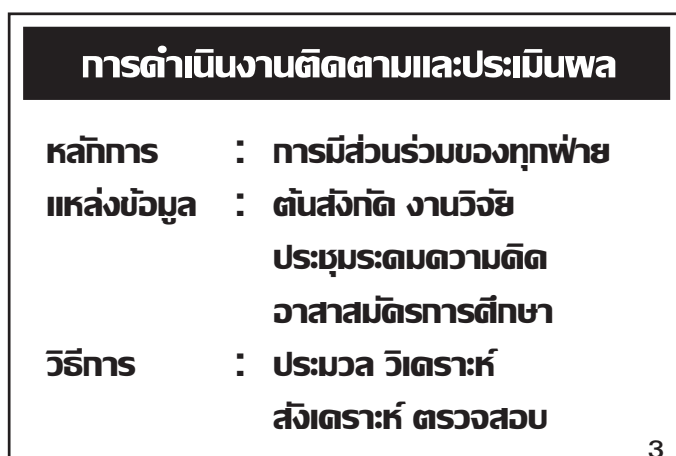 การดำเนินงานติดตามและประเมินผล
หลักการ : การมีส่วนร่วมของทุกฝ่าย
แหล่งข้อมูล : ต้นสังกัด งานวิจัย
ประชุมระดมความคิด
อาสาสมัครการศึกษา
วิธีการ : ประมวล วิเคราะห์
สังเคราะห์ ตรวจสอบ
3